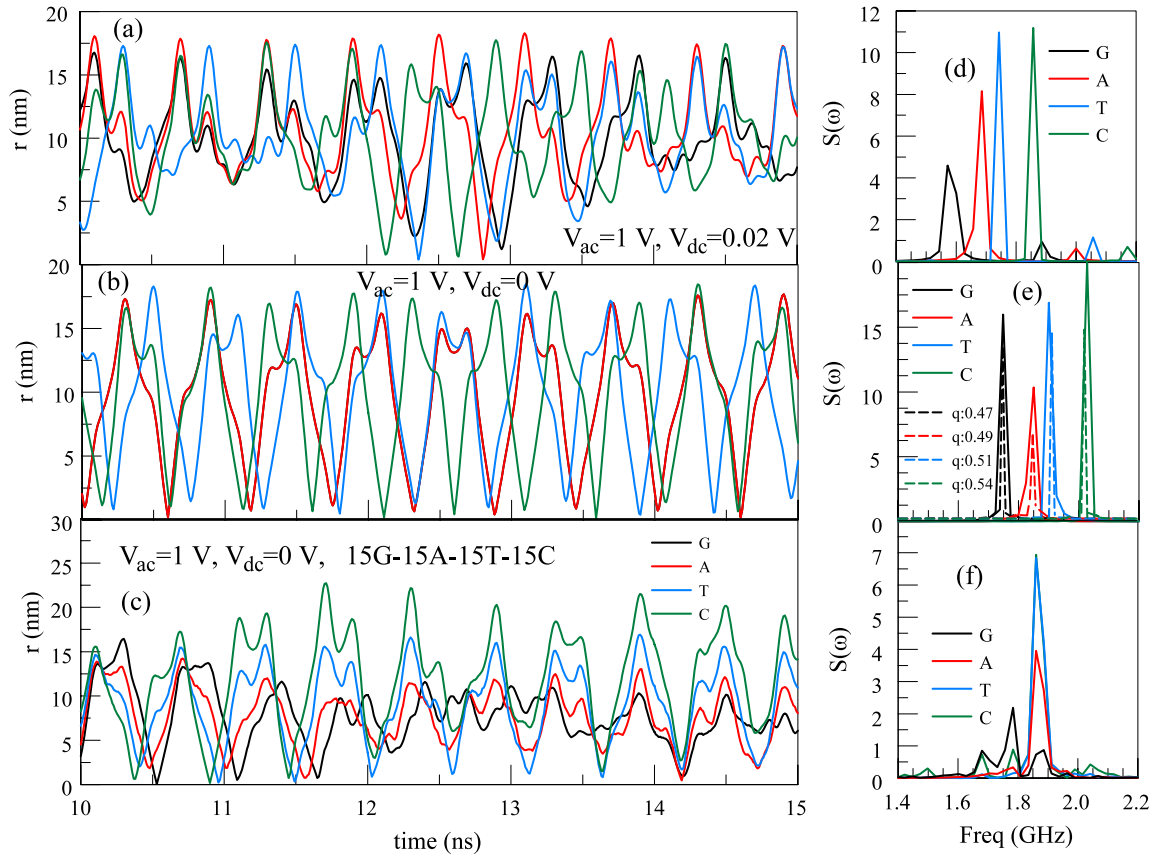 20
15
10
5
r (nm)
(a)
V_ac=1 V, V_dc=0.02 V
20
15
10
5
r (nm)
(b)
V_ac=1 V, V_dc=0 V
30
25
20
15
10
5
0
r (nm)
(c)
V_ac=1 V, V_dc=0 V, 15G-15A-15T-15C
G
A
T
C
10
11
12
13
14
15
time (ns)
12
10
8
6
4
2
0
S(ω)
(d)
G
A
T
C
15
10
5
0
S(ω)
(e)
G
A
T
C
q:0.47
q:0.49
q:0.51
q:0.54
7
6
5
4
3
2
1
0
S(ω)
(f)
G
A
T
C
1.4
1.6
1.8
2.0
2.2
Freq (GHz)